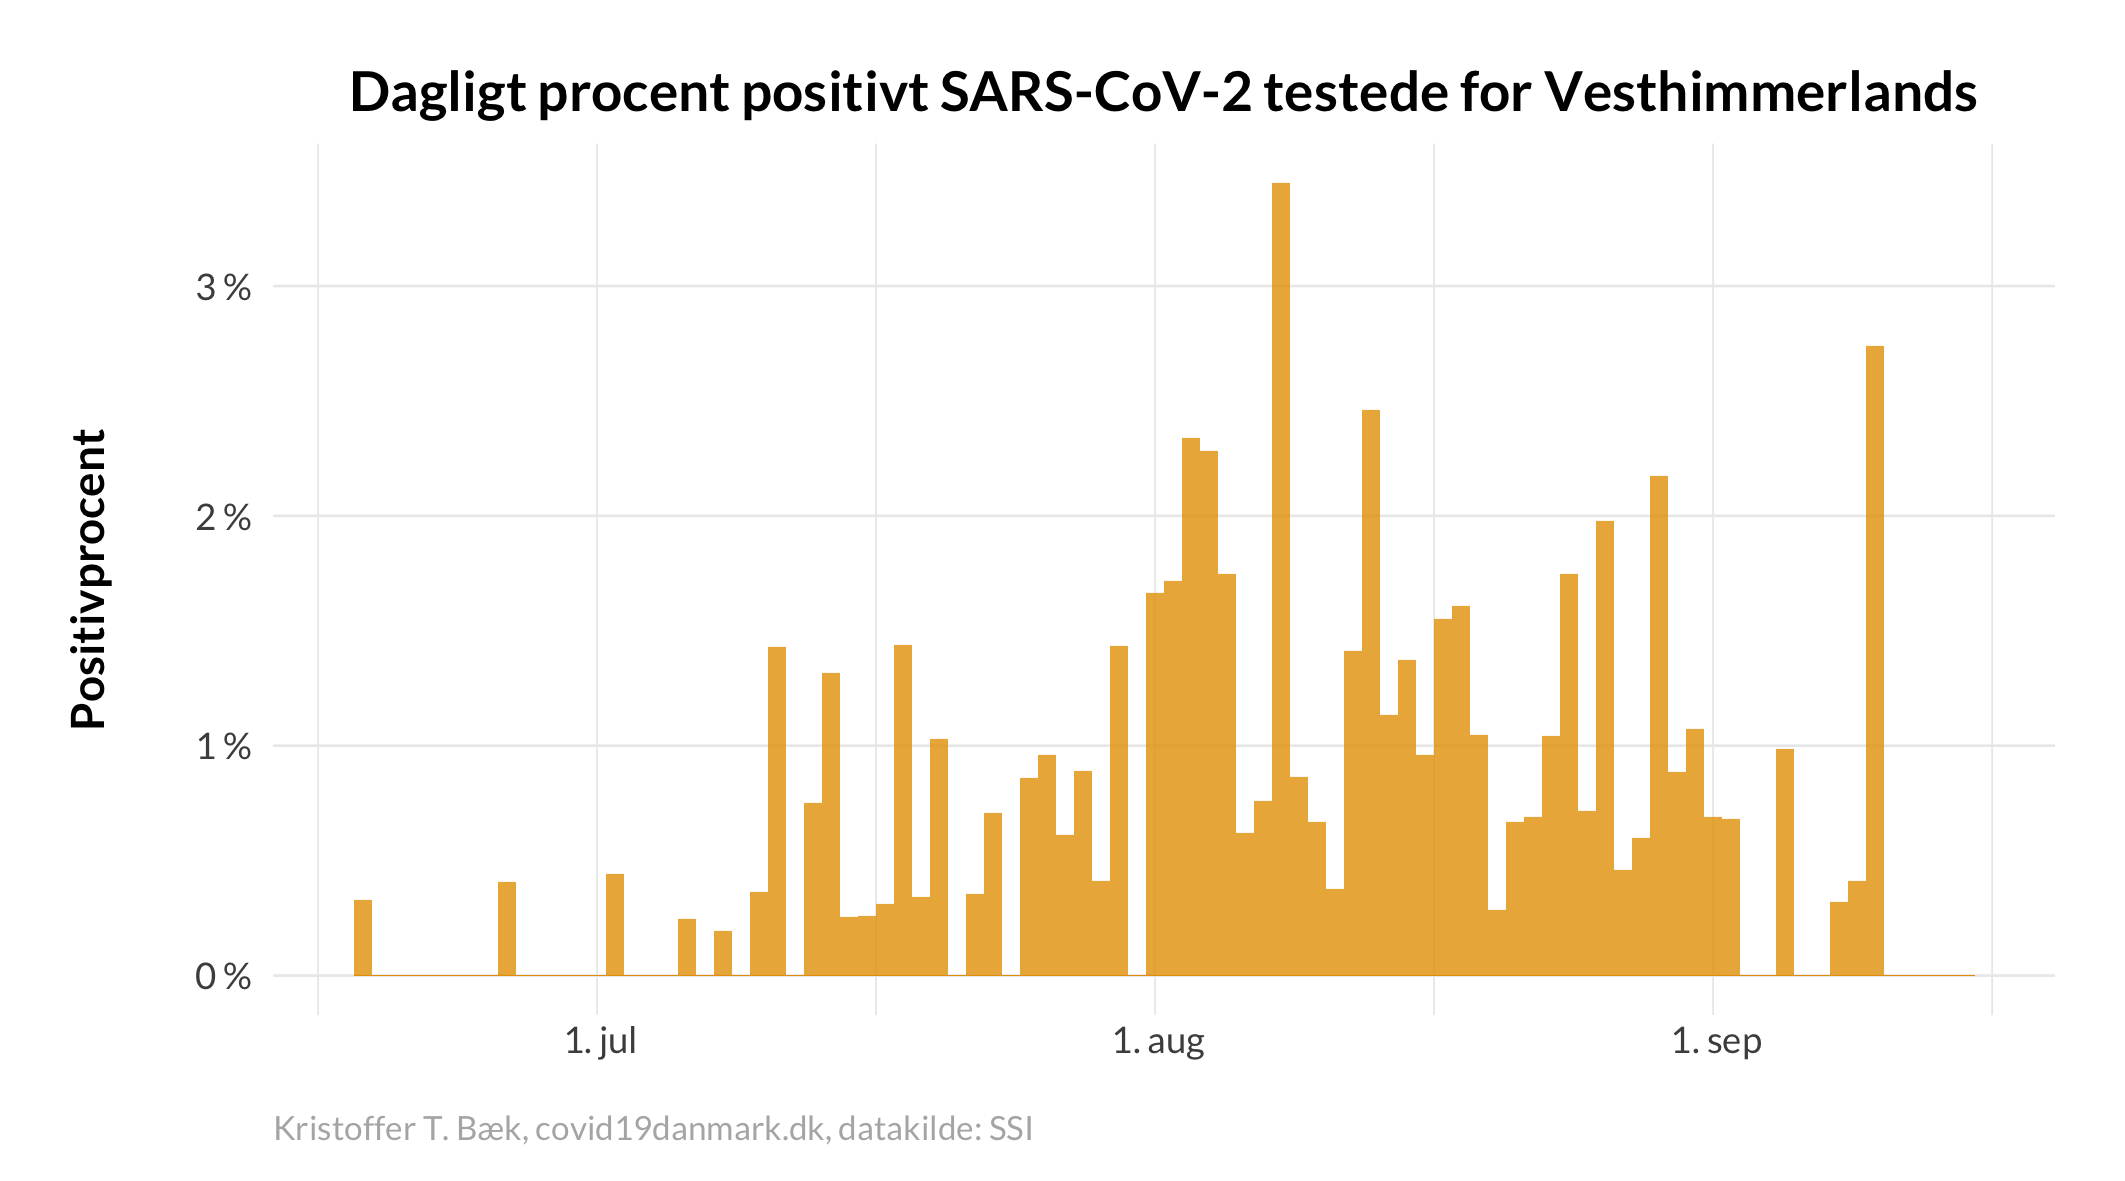 Dagligt procent positivt SARS-CoV-2 testede for Vesthimmerlands
Positivprocent
3 %
2 %
1 %
0 %
1. jul
1. aug
1. sep
Kristoffer T. Bæk, covid19danmark.dk, datakilde: SSI